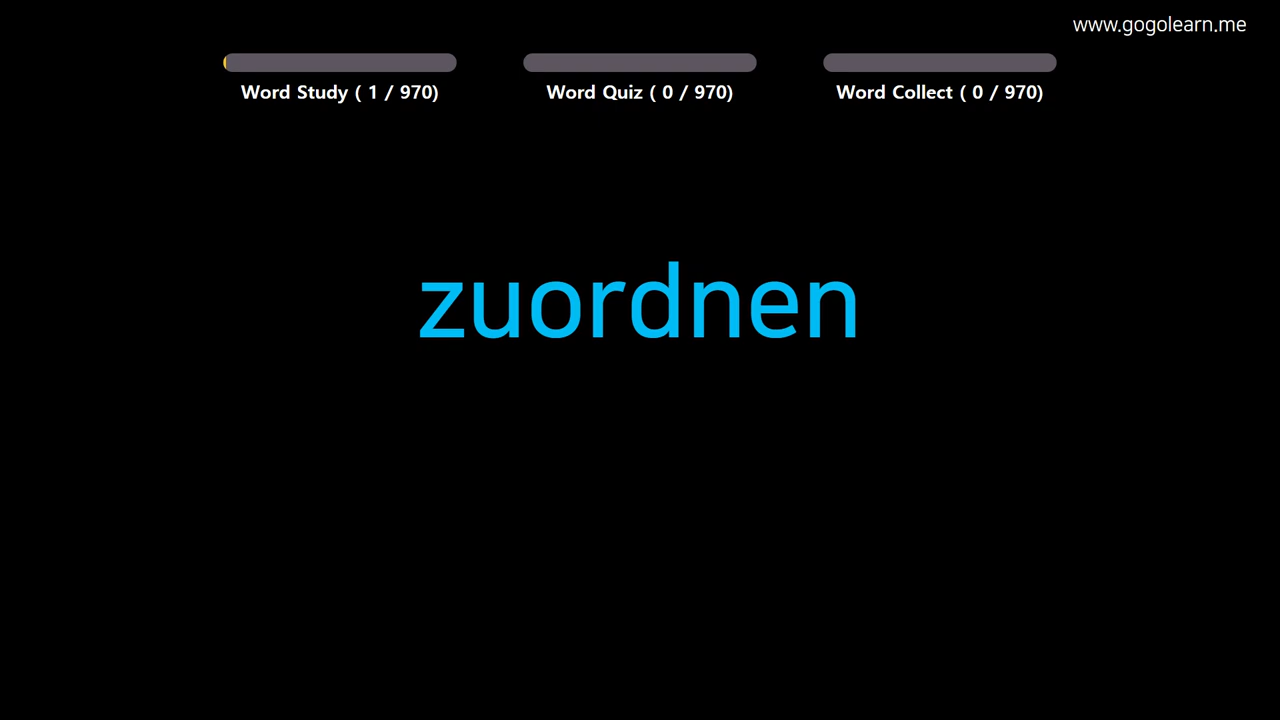 www.gogolearn.me
Word Study ( 1 / 970)
Word Quiz ( 0 / 970)
Word Collect ( 0 / 970)
zuordnen